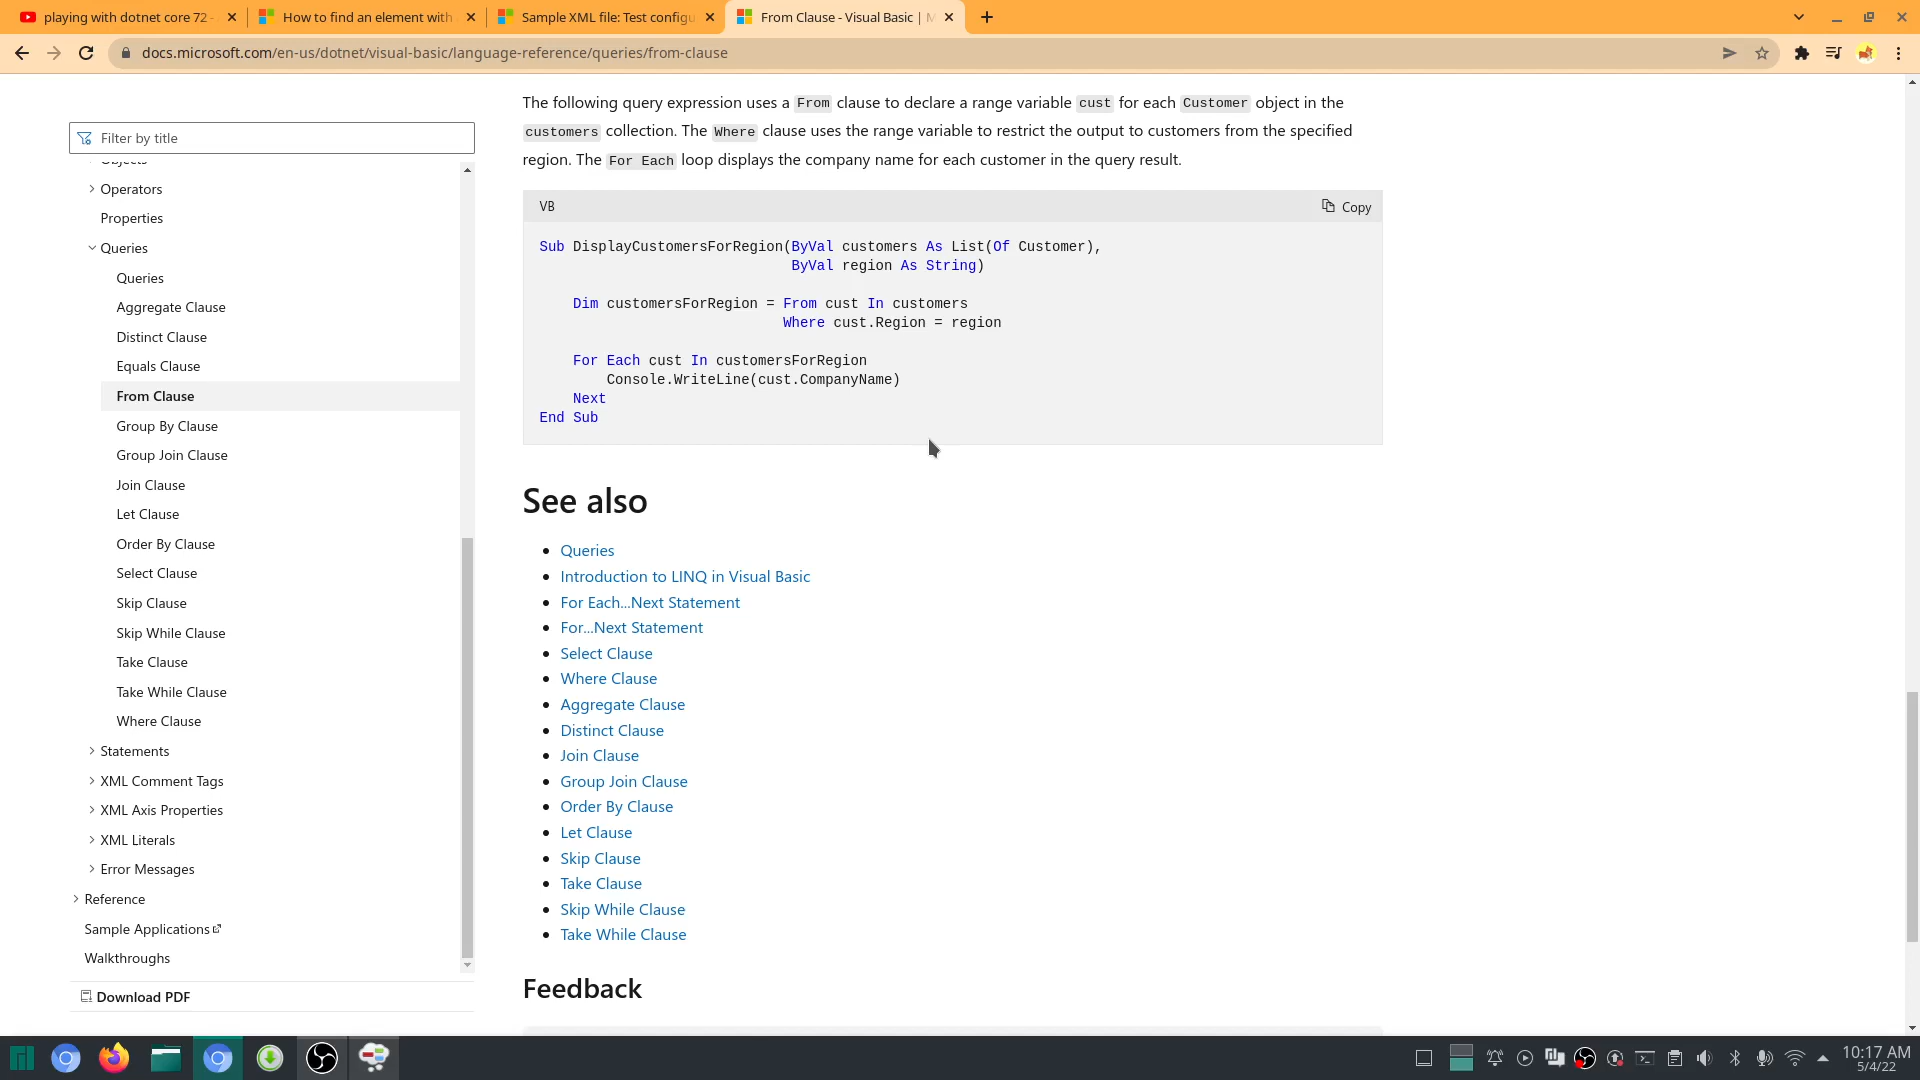 playing with dotnet core 72 -
How to find an element with
Sample XML file: Test configu
From Clause - Visual Basic | M
docs.microsoft.com/en-us/dotnet/visual-basic/language-reference/queries/from-clause
Filter by title
Objects
Operators
Properties
Queries
Queries
Aggregate Clause
Distinct Clause
Equals Clause
From Clause
Group By Clause
Group Join Clause
Join Clause
Let Clause
Order By Clause
Select Clause
Skip Clause
Skip While Clause
Take Clause
Take While Clause
Where Clause
Statements
XML Comment Tags
XML Axis Properties
XML Literals
Error Messages
Reference
Sample Applications
Walkthroughs
Download PDF
The following query expression uses a From clause to declare a range variable cust for each Customer object in the
customers collection. The Where clause uses the range variable to restrict the output to customers from the specified
region. The For Each loop displays the company name for each customer in the query result.
VB
Copy
Sub DisplayCustomersForRegion(ByVal customers As List(Of Customer),
ByVal region As String)
Dim customersForRegion = From cust In customers
Where cust.Region = region
For Each cust In customersForRegion
Console.WriteLine(cust.CompanyName)
Next
End Sub
See also
Queries
Introduction to LINQ in Visual Basic
For Each...Next Statement
For...Next Statement
Select Clause
Where Clause
Aggregate Clause
Distinct Clause
Join Clause
Group Join Clause
Order By Clause
Let Clause
Skip Clause
Take Clause
Skip While Clause
Take While Clause
Feedback
10:17 AM
5/4/22